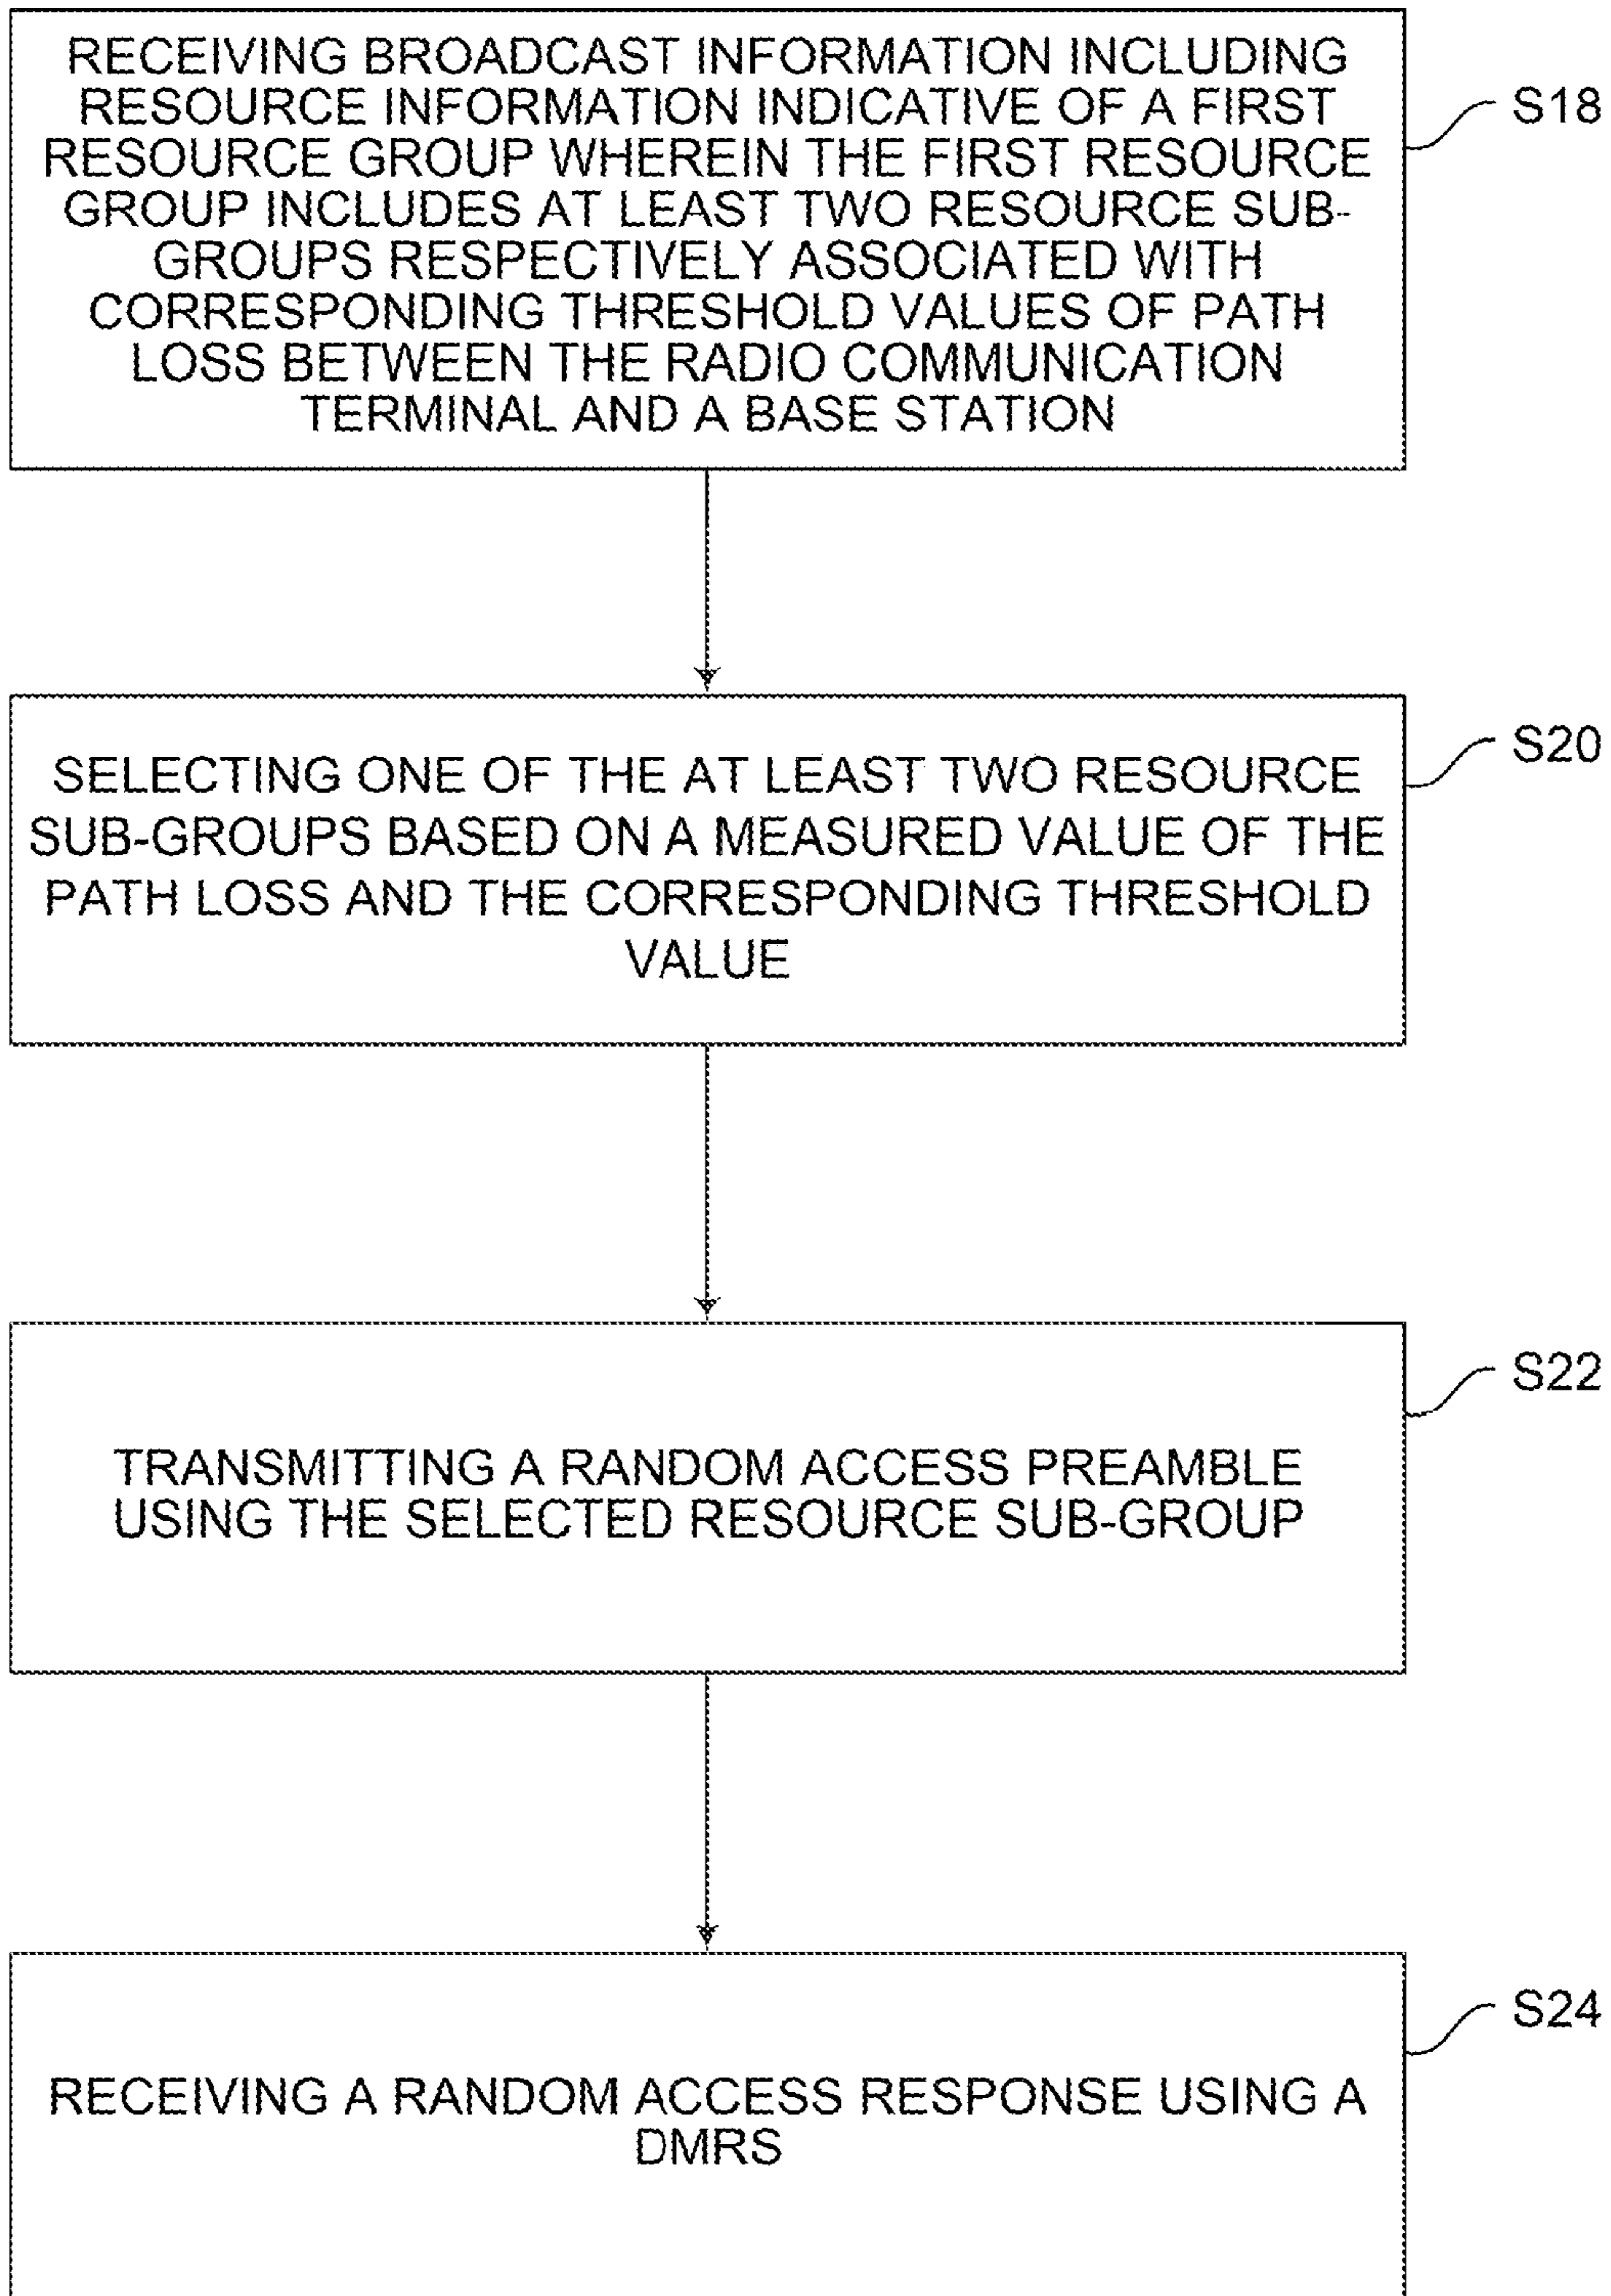 RECEIVING BROADCAST INFORMATION INCLUDING
RESOURCE INFORMATION INDICATIVE OF A FIRST
RESOURCE GROUP WHEREIN THE FIRST RESOURCE
GROUP INCLUDES AT LEAST TWO RESOURCE SUB-
GROUPS RESPECTIVELY ASSOCIATED WITH
CORRESPONDING THRESHOLD VALUES OF PATH
LOSS BETWEEN THE RADIO COMMUNICATION
TERMINAL AND A BASE STATION
S18
SELECTING ONE OF THE AT LEAST TWO RESOURCE
SUB-GROUPS BASED ON A MEASURED VALUE OF THE
PATH LOSS AND THE CORRESPONDING THRESHOLD
VALUE
S20
TRANSMITTING A RANDOM ACCESS PREAMBLE
USING THE SELECTED RESOURCE SUB-GROUP
S22
RECEIVING A RANDOM ACCESS RESPONSE USING A
DMRS
S24